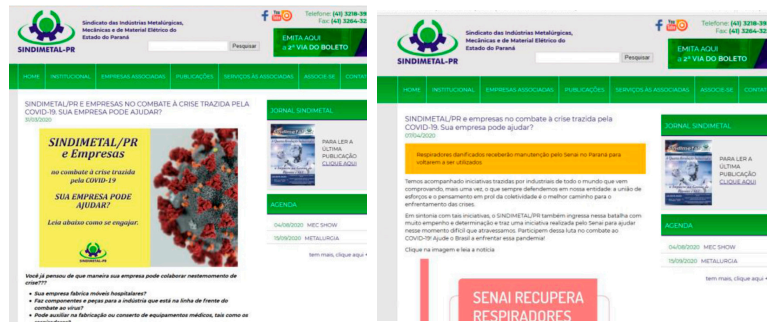 Sindicato das Indústrias Metalúrgicas,
Mecânicas e de Material Elétrico do
Estado do Paraná
SINDIMETAL-PR
Telefone: (41) 3218-39
Fax: (41) 3264-32
EMITA AQUI
a 2ª VIA DO BOLETO
Pesquisar
HOME INSTITUCIONAL EMPRESAS ASSOCIADAS PUBLICAÇÕES SERVIÇOS ÀS ASSOCIADAS ASSOCIE-SE CONTAT
SINDIMETAL/PR E EMPRESAS NO COMBATE À CRISE TRAZIDA PELA
COVID-19. SUA EMPRESA PODE AJUDAR?
31/03/2020
SINDIMETAL/PR
e Empresas
no combate à crise trazida
pela COVID-19
SUA EMPRESA PODE
AJUDAR?
Leia abaixo como se engajar.
SINDIMETAL-PR
Você já pensou de que maneira sua empresa pode colaborar nestemomento de
crise???
Sua empresa fabrica móveis hospitalares?
Faz componentes e peças para a indústria que está na linha de frente do
combate ao vírus?
Pode auxiliar na fabricação ou conserto de equipamentos médicos, tais como os
respiradores?
JORNAL SINDIMETAL
PARA LER A
ÚLTIMA
PUBLICAÇÃO
CLIQUE AQUI
AGENDA
04/08/2020 MEC SHOW
15/09/2020 METALURGIA
tem mais, clique aqui
Sindicato das Indústrias Metalúrgicas,
Mecânicas e de Material Elétrico do
Estado do Paraná
SINDIMETAL-PR
Telefone: (41) 3218-39
Fax: (41) 3264-32
EMITA AQUI
a 2ª VIA DO BOLETO
Pesquisar
HOME INSTITUCIONAL EMPRESAS ASSOCIADAS PUBLICAÇÕES SERVIÇOS ÀS ASSOCIADAS ASSOCIE-SE CONTAT
SINDIMETAL/PR e empresas no combate à crise trazida pela
COVID-19. Sua empresa pode ajudar?
07/04/2020
Respiradores danificados receberão manutenção pelo Senai no Paraná para
voltarem a ser utilizados
Temos acompanhado iniciativas trazidas por industriais de todo o mundo que vem
comprovando, mais uma vez, o que sempre defendemos em nossa entidade: a união de
esforços e o pensamento em prol da coletividade é o melhor caminho para o
enfrentamento das crises.
Em sintonia com tais iniciativas, o SINDIMETAL/PR também ingressa nessa batalha com
muito empenho e determinação e traz uma iniciativa realizada pelo Senai para ajudar
nesse momento difícil que atravessamos. Participem dessa luta no combate ao
COVID-19! Ajude o Brasil a enfrentar essa pandemia!
Clique na imagem e leia a notícia
SENAI RECUPERA
RESPIRADORES
JORNAL SINDIMETAL
PARA LER A
ÚLTIMA
PUBLICAÇÃO
CLIQUE AQUI
AGENDA
04/08/2020 MEC SHOW
15/09/2020 METALURGIA
tem mais, clique aqui